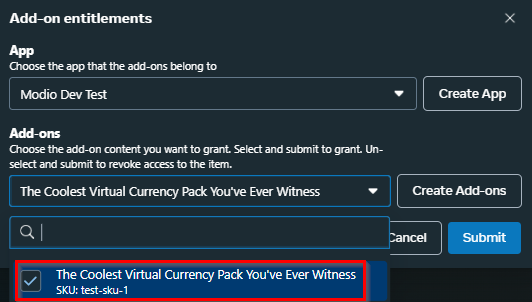 Add-on entitlements
App
Choose the app that the add-ons belong to
Modio Dev Test
Create App
Add-ons
Choose the add-on content you want to grant. Select and submit to grant. Un-
select and submit to revoke access to the item.
The Coolest Virtual Currency Pack You've Ever Witness
Create Add-ons
Cancel
Submit
The Coolest Virtual Currency Pack You've Ever Witness
SKU: test-sku-1